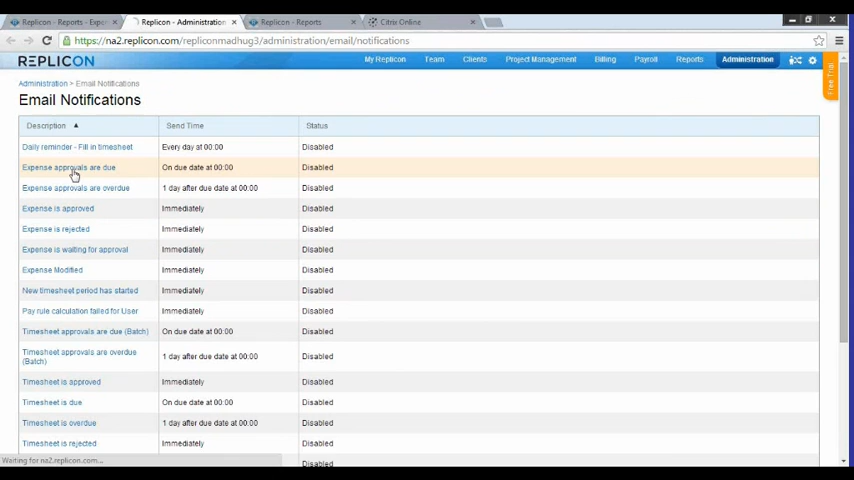 Replicon - Reports - Expen
Replicon - Administration
Replicon - Reports
Citrix Online
https://na2.replicon.com/repliconmadhug3/administration/email/notifications
REPLICON
My Replicon
Team
Clients
Project Management
Billing
Payroll
Reports
Administration
Free Trial
Administration > Email Notifications
Email Notifications
Description Send Time Status
Daily reminder - Fill in timesheet Every day at 00:00 Disabled
Expense approvals are due On due date at 00:00 Disabled
Expense approvals are overdue 1 day after due date at 00:00 Disabled
Expense is approved Immediately Disabled
Expense is rejected Immediately Disabled
Expense is waiting for approval Immediately Disabled
Expense Modified Immediately Disabled
New timesheet period has started Immediately Disabled
Pay rule calculation failed for User Immediately Disabled
Timesheet approvals are due (Batch) On due date at 00:00 Disabled
Timesheet approvals are overdue
(Batch) 1 day after due date at 00:00 Disabled
Timesheet is approved Immediately Disabled
Timesheet is due On due date at 00:00 Disabled
Timesheet is overdue 1 day after due date at 00:00 Disabled
Timesheet is rejected Immediately Disabled
Disabled
Waiting for na2.replicon.com...